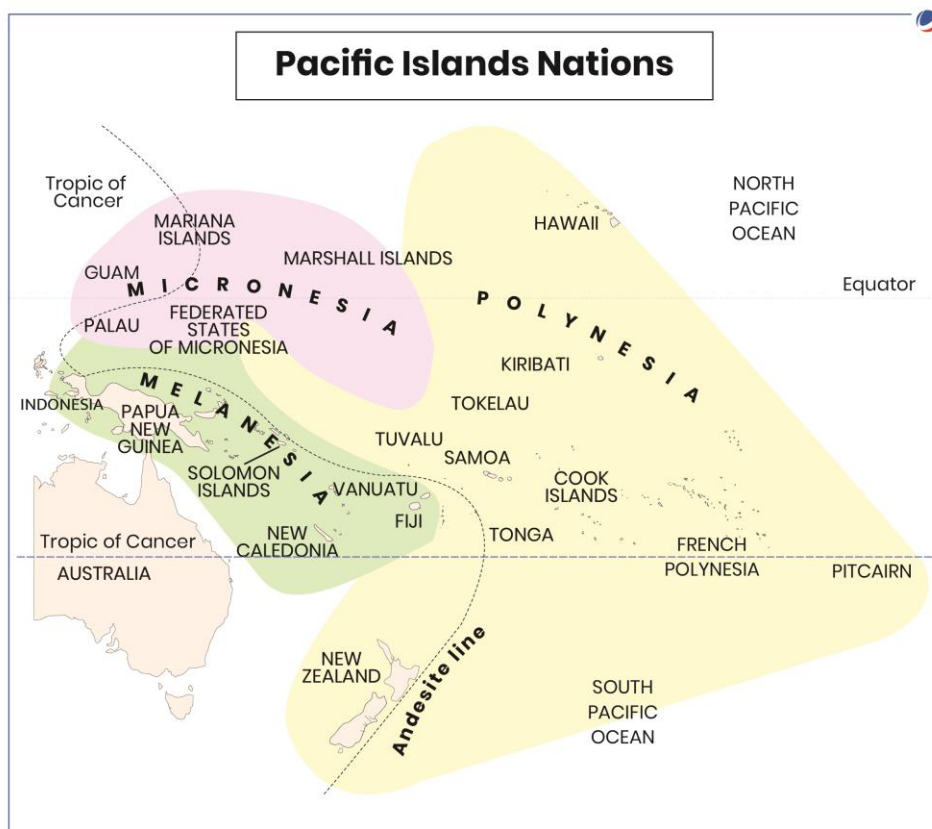 Pacific Islands Nations
Tropic of
Cancer
NORTH
PACIFIC
OCEAN
HAWAII
MARIANA
ISLANDS
MARSHALL ISLANDS
GUAM
MICRONESIA
POLYNESIA
Equator
PALAU
FEDERATED
STATES
OF MICRONESIA
KIRIBATI
MELANESIA
INDONESIA
PAPUA
NEW
GUINEA
TOKELAU
TUVALU
SAMOA
SOLOMON
ISLANDS
VANUATU
COOK
ISLANDS
FIJI
NEW
CALEDONIA
TONGA
Tropic of Cancer
AUSTRALIA
FRENCH
POLYNESIA
PITCAIRN
NEW
ZEALAND
Andesite line
SOUTH
PACIFIC
OCEAN